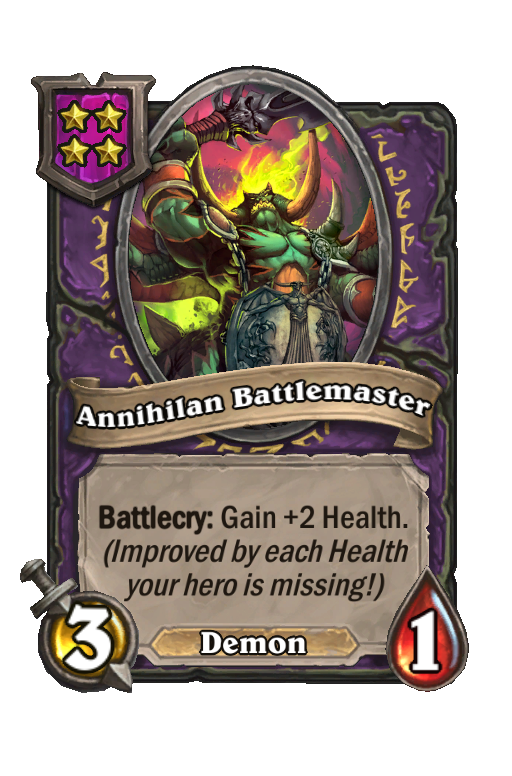 Annihilan Battlemaster
Battlecry: Gain +2 Health.
(Improved by each Health
your hero is missing!)
3
Demon
1